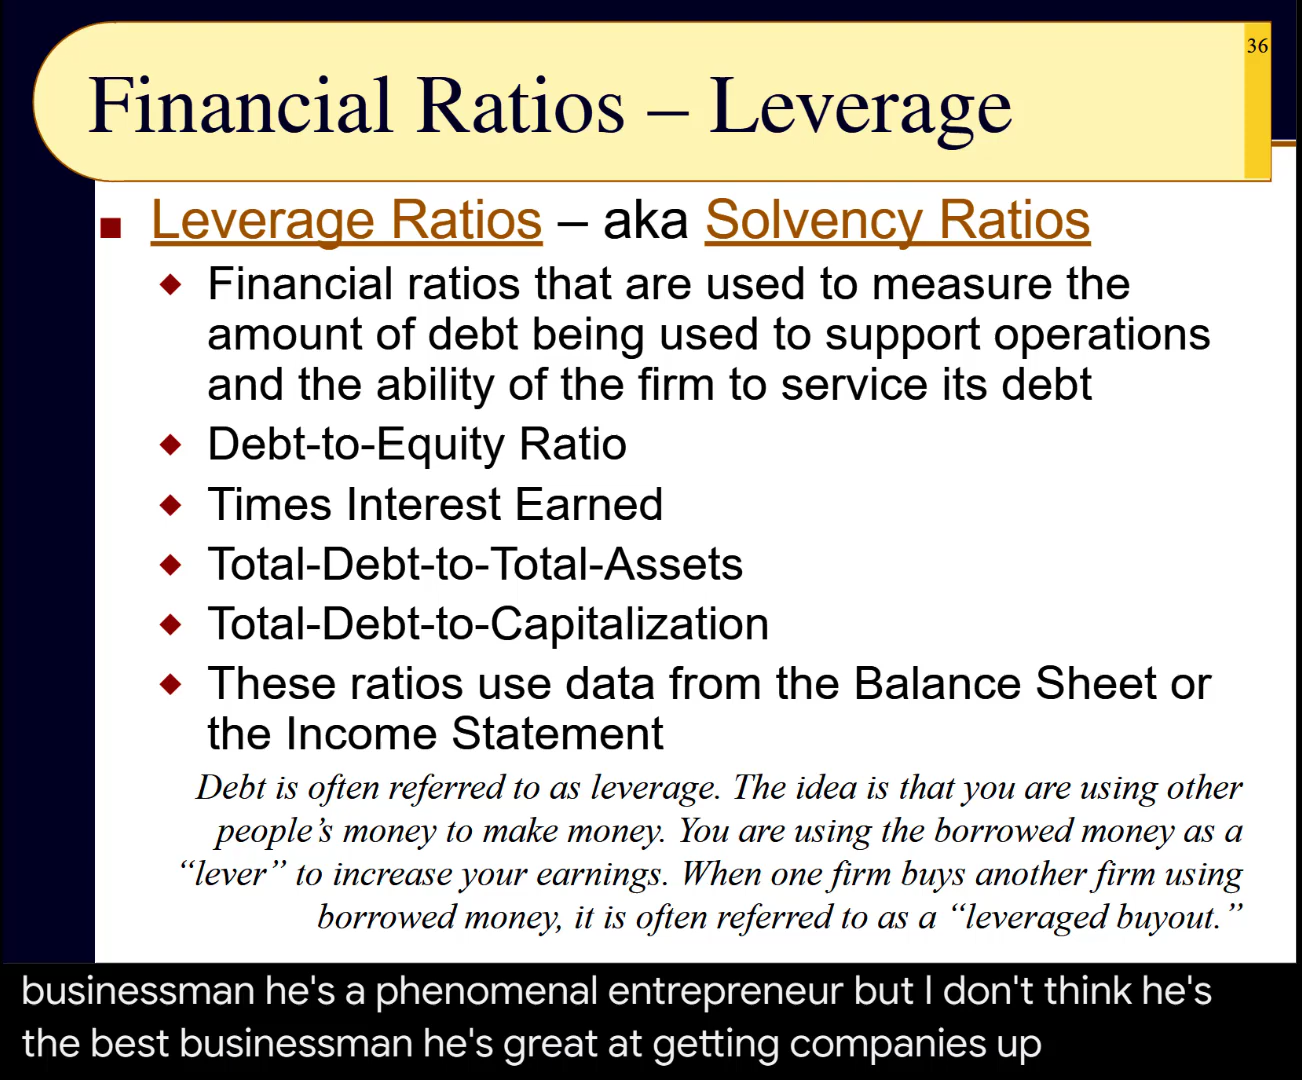 36
Financial Ratios – Leverage
Leverage Ratios – aka Solvency Ratios
Financial ratios that are used to measure the
amount of debt being used to support operations
and the ability of the firm to service its debt
Debt-to-Equity Ratio
Times Interest Earned
Total-Debt-to-Total-Assets
Total-Debt-to-Capitalization
These ratios use data from the Balance Sheet or
the Income Statement
Debt is often referred to as leverage. The idea is that you are using other
people’s money to make money. You are using the borrowed money as a
“lever” to increase your earnings. When one firm buys another firm using
borrowed money, it is often referred to as a “leveraged buyout.”
businessman he's a phenomenal entrepreneur but I don't think he's
the best businessman he's great at getting companies up